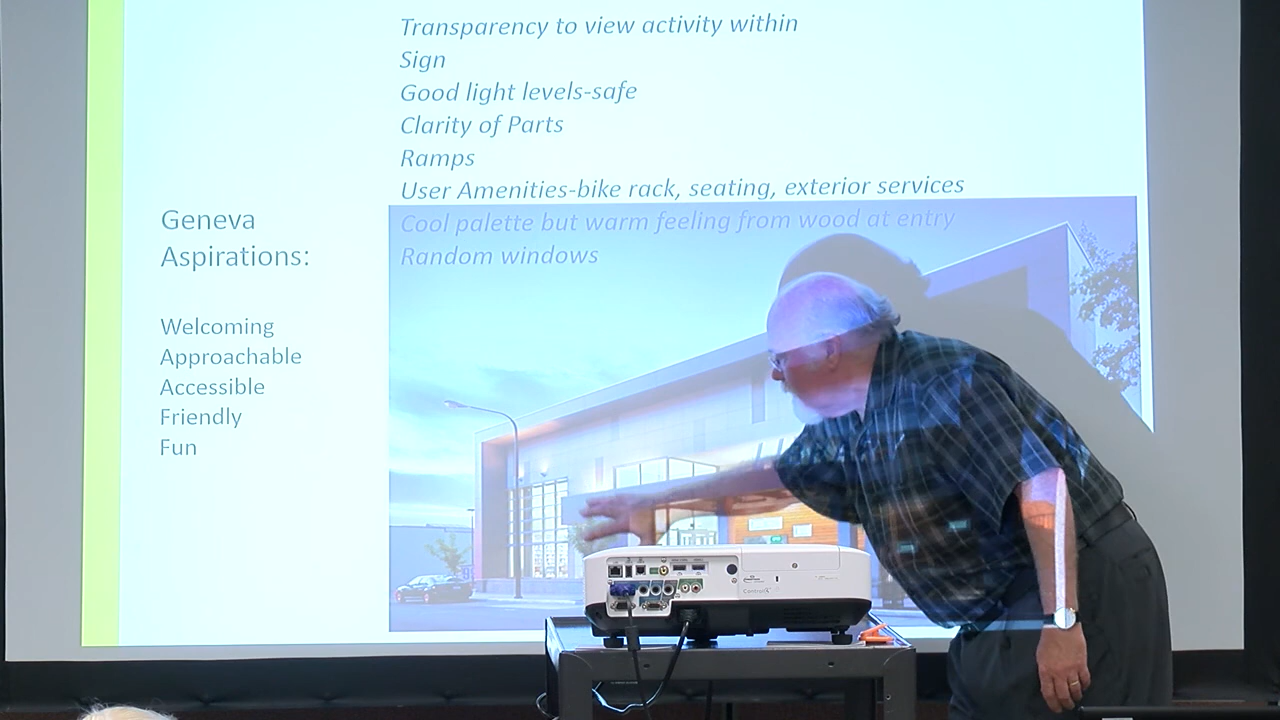 Transparency to view activity within
Sign
Good light levels-safe
Clarity of Parts
Ramps
User Amenities-bike rack, seating, exterior services
Cool palette but warm feeling from wood at entry
Random windows
Geneva
Aspirations:
Welcoming
Approachable
Accessible
Friendly
Fun